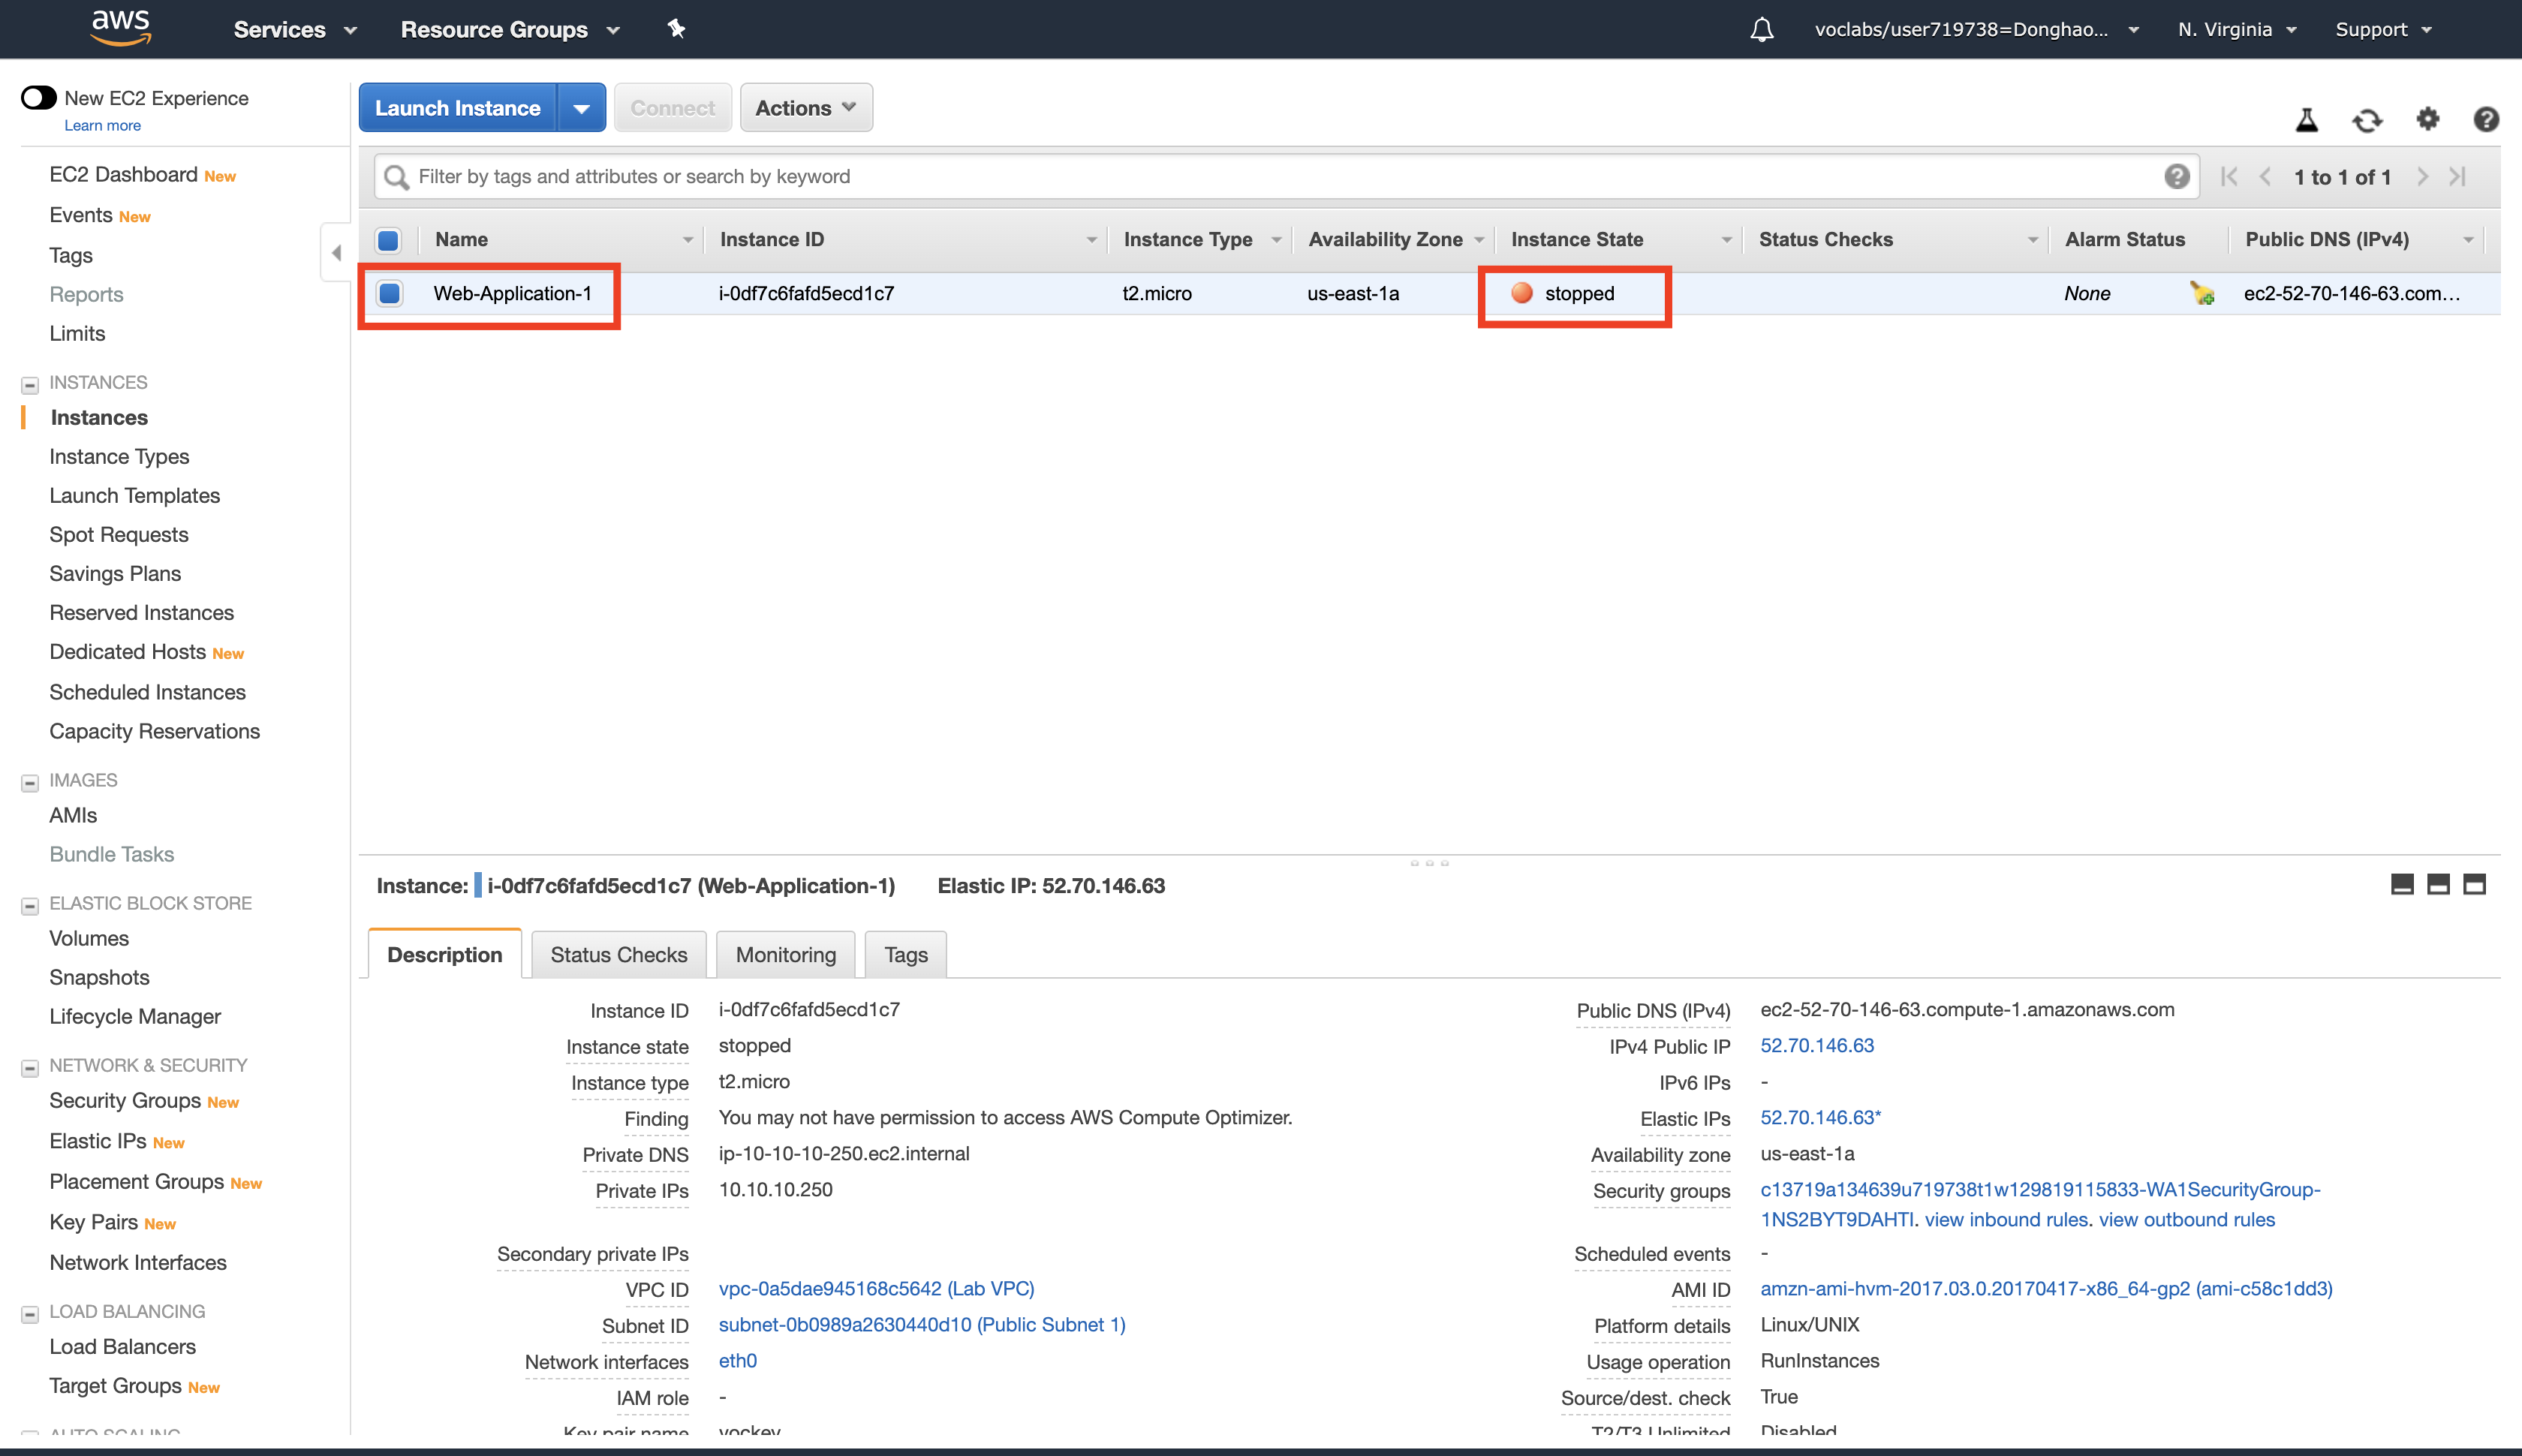 aws Services Resource Groups voclabs/user719738=Donghao... N. Virginia Support
New EC2 Experience
Learn more
EC2 Dashboard New
Events New
Tags
Reports
Limits
INSTANCES
Instances
Instance Types
Launch Templates
Spot Requests
Savings Plans
Reserved Instances
Dedicated Hosts New
Scheduled Instances
Capacity Reservations
IMAGES
AMIs
Bundle Tasks
ELASTIC BLOCK STORE
Volumes
Snapshots
Lifecycle Manager
NETWORK & SECURITY
Security Groups New
Elastic IPs New
Placement Groups New
Key Pairs New
Network Interfaces
LOAD BALANCING
Load Balancers
Target Groups New
AUTO SCALING
Launch Instance Connect Actions
Filter by tags and attributes or search by keyword 1 to 1 of 1
Name Instance ID Instance Type Availability Zone Instance State Status Checks Alarm Status Public DNS (IPv4)
Web-Application-1 i-0df7c6fafd5ecd1c7 t2.micro us-east-1a stopped None ec2-52-70-146-63.com...
Instance: i-0df7c6fafd5ecd1c7 (Web-Application-1) Elastic IP: 52.70.146.63
Description Status Checks Monitoring Tags
Instance ID i-0df7c6fafd5ecd1c7
Instance state stopped
Instance type t2.micro
Finding You may not have permission to access AWS Compute Optimizer.
Private DNS ip-10-10-10-250.ec2.internal
Private IPs 10.10.10.250
Secondary private IPs
VPC ID vpc-0a5dae945168c5642 (Lab VPC)
Subnet ID subnet-0b0989a2630440d10 (Public Subnet 1)
Network interfaces eth0
IAM role -
Key pair name vockey
Public DNS (IPv4) ec2-52-70-146-63.compute-1.amazonaws.com
IPv4 Public IP 52.70.146.63
IPv6 IPs -
Elastic IPs 52.70.146.63*
Availability zone us-east-1a
Security groups c13719a134639u719738t1w129819115833-WA1SecurityGroup-
1NS2BYT9DAHTI. view inbound rules. view outbound rules
Scheduled events -
AMI ID amzn-ami-hvm-2017.03.0.20170417-x86_64-gp2 (ami-c58c1dd3)
Platform details Linux/UNIX
Usage operation RunInstances
Source/dest. check True
T2/T3 Unlimited Disabled